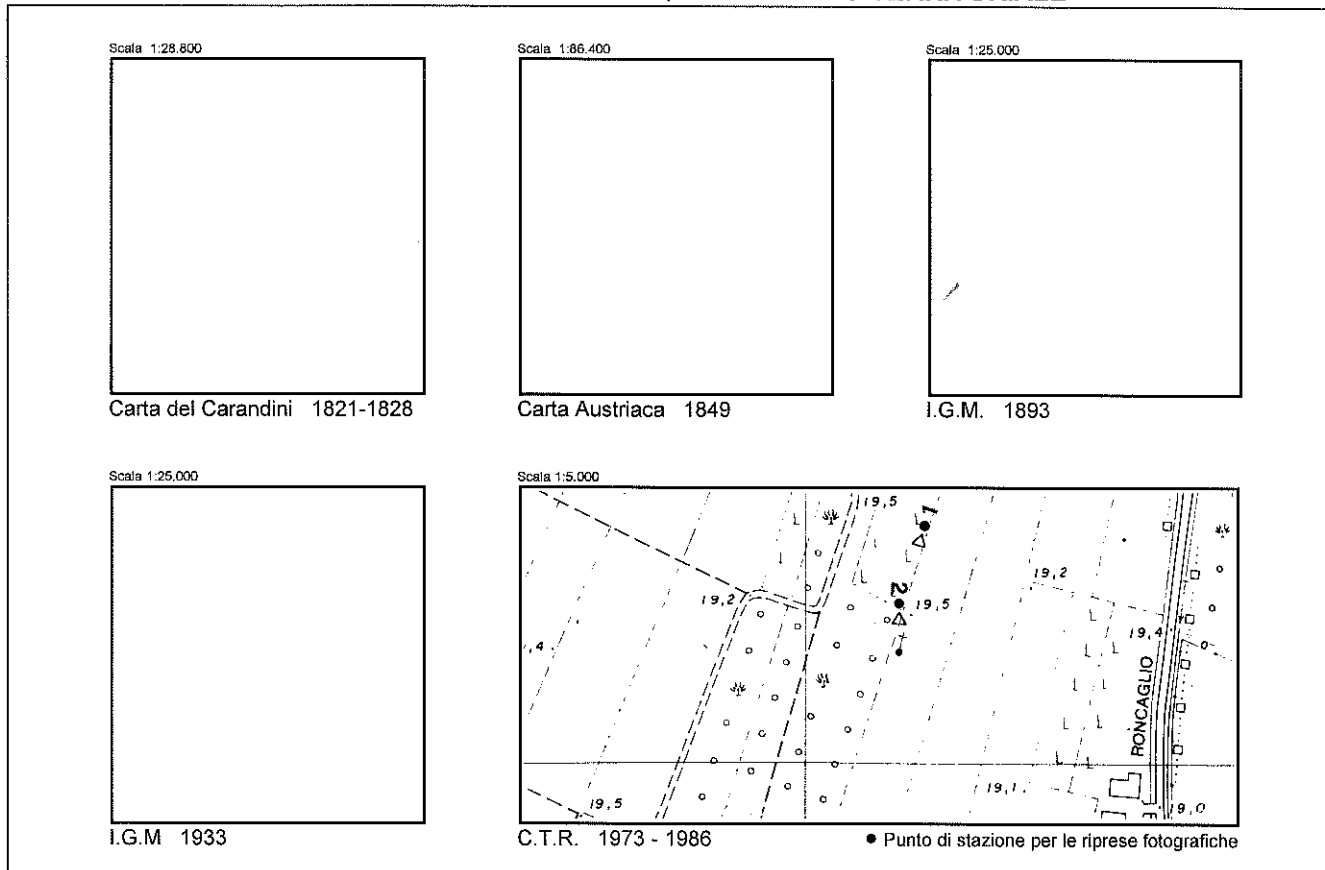 Scala 1:28.800
Scala 1:86.400
Scala 1:25.000
Carta del Carandini 1821-1828
Carta Austriaca 1849
I.G.M. 1893
Scala 1:25.000
Scala 1:5.000
19,5
1
19,2
2
19,5
19,2
19,4
,4
RONCAGLIO
19,5
19,1
19,0
I.G.M 1933
C.T.R. 1973 - 1986
● Punto di stazione per le riprese fotografiche